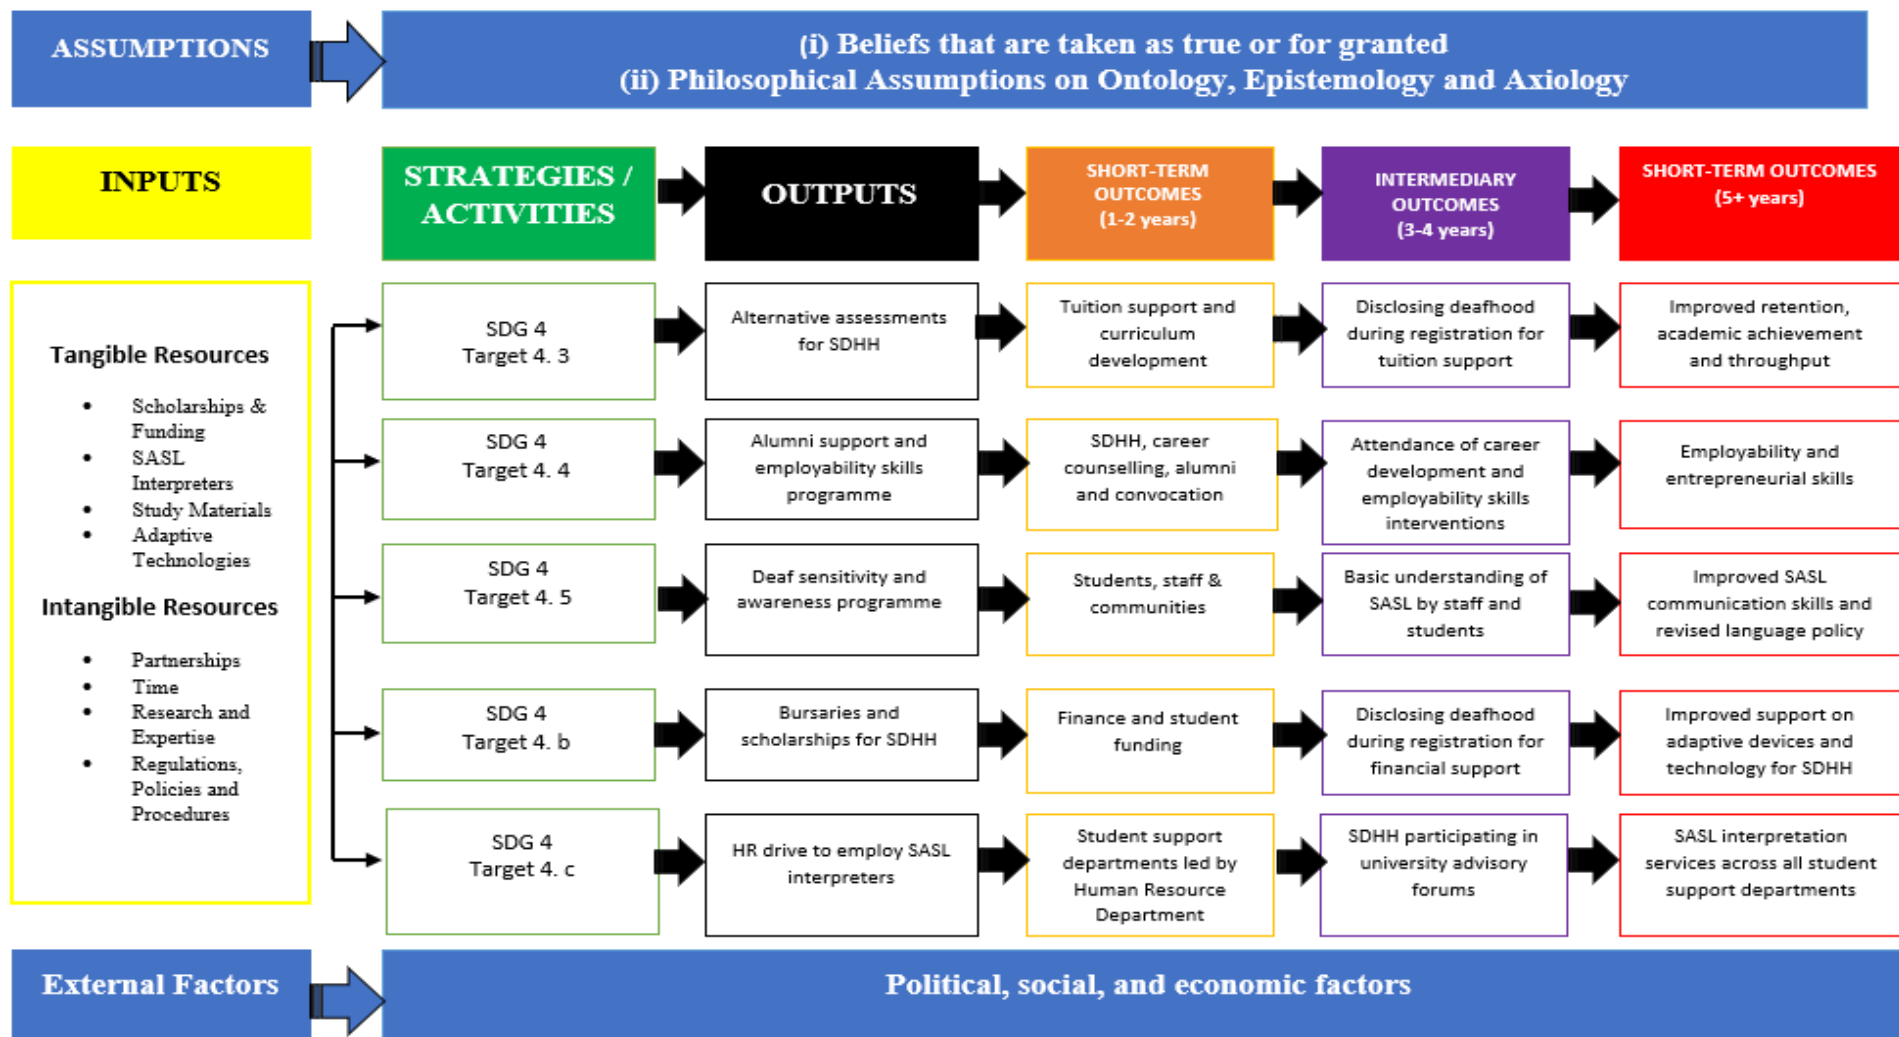 ASSUMPTIONS
(i) Beliefs that are taken as true or for granted
(ii) Philosophical Assumptions on Ontology, Epistemology and Axiology
INPUTS
STRATEGIES /
ACTIVITIES
OUTPUTS
SHORT-TERM
OUTCOMES
(1-2 years)
INTERMEDIARY
OUTCOMES
(3-4 years)
SHORT-TERM OUTCOMES
(5+ years)
Tangible Resources
• Scholarships &
Funding
• SASL
Interpreters
• Study Materials
• Adaptive
Technologies
Intangible Resources
• Partnerships
• Time
• Research and
Expertise
• Regulations,
Policies and
Procedures
SDG 4
Target 4. 3
Alternative assessments
for SDHH
Tuition support and
curriculum
development
Disclosing deafhood
during registration for
tuition support
Improved retention,
academic achievement
and throughput
SDG 4
Target 4. 4
Alumni support and
employability skills
programme
SDHH, career
counselling, alumni
and convocation
Attendance of career
development and
employability skills
interventions
Employability and
entrepreneurial skills
SDG 4
Target 4. 5
Deaf sensitivity and
awareness programme
Students, staff &
communities
Basic understanding of
SASL by staff and
students
Improved SASL
communication skills and
revised language policy
SDG 4
Target 4. b
Bursaries and
scholarships for SDHH
Finance and student
funding
Disclosing deafhood
during registration for
financial support
Improved support on
adaptive devices and
technology for SDHH
SDG 4
Target 4. c
HR drive to employ SASL
interpreters
Student support
departments led by
Human Resource
Department
SDHH participating in
university advisory
forums
SASL interpretation
services across all student
support departments
External Factors
Political, social, and economic factors